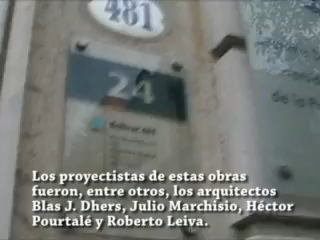 481
24
Los proyectistas de estas obras
fueron, entre otros, los arquitectos
Blas J. Dhers, Julio Marchisio, Héctor
Pourtalé y Roberto Leiva.